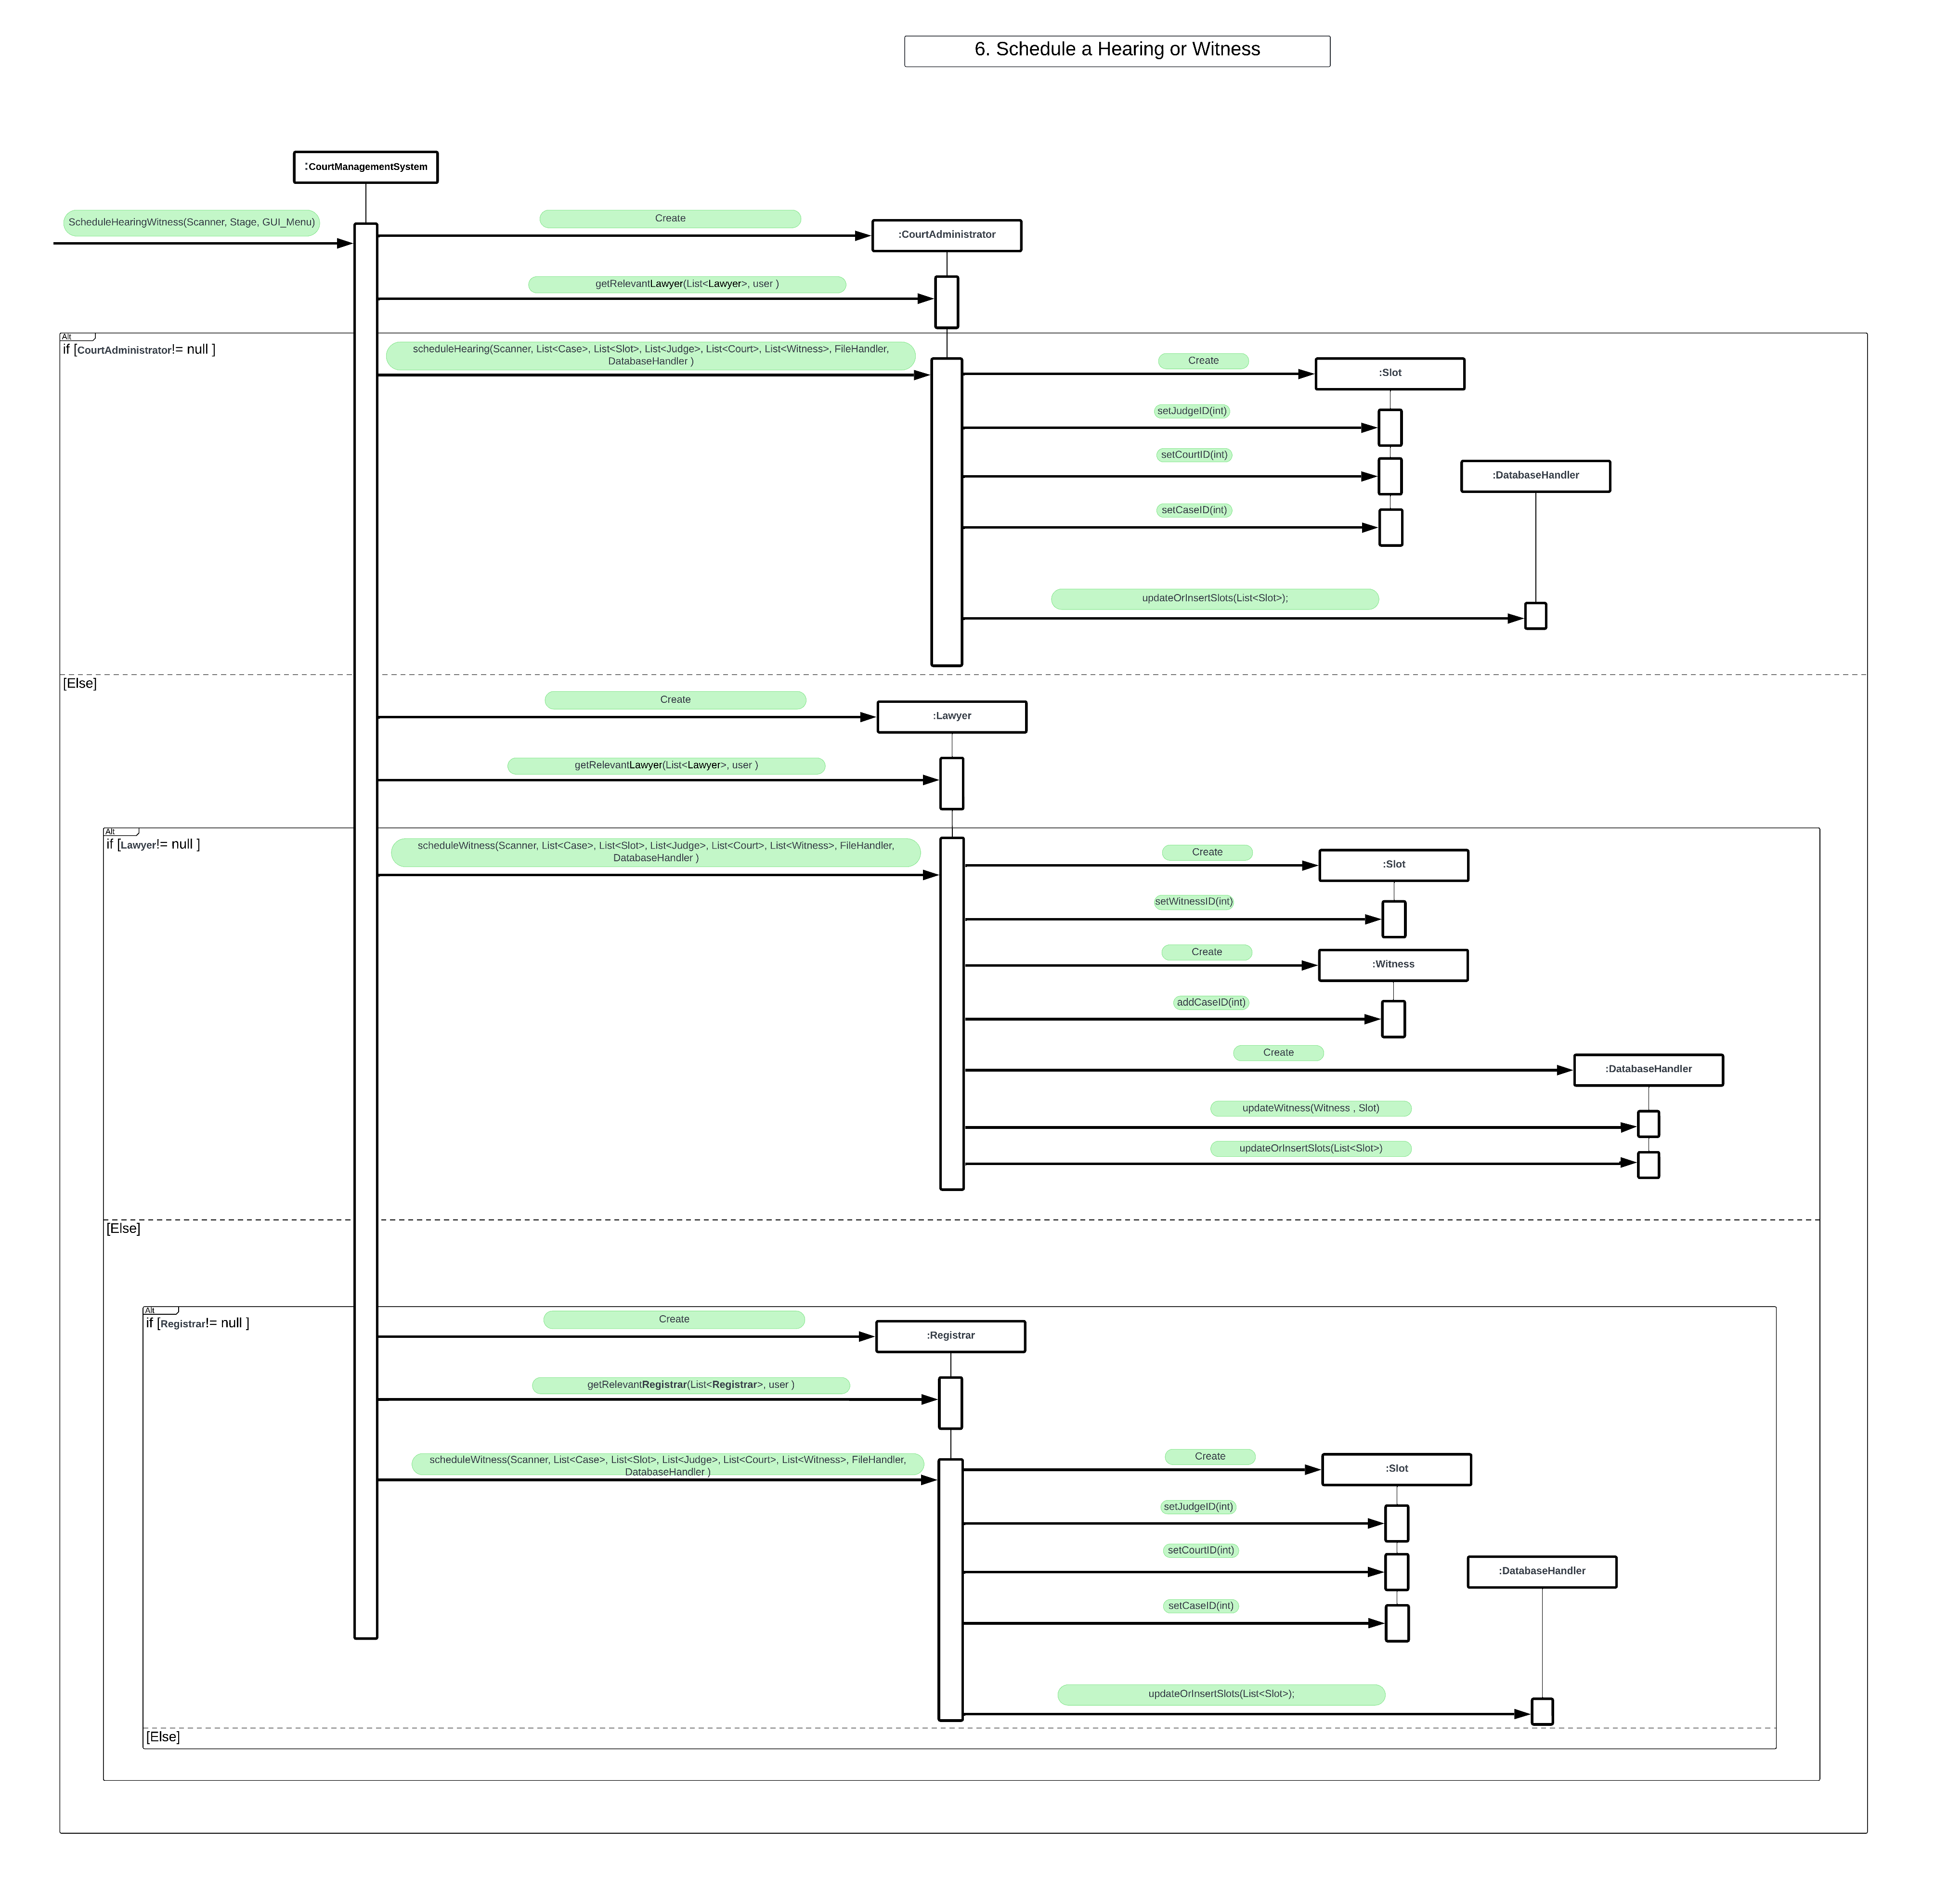 6. Schedule a Hearing or Witness
:CourtManagementSystem
ScheduleHearingWitness(Scanner, Stage, GUI_Menu)
Create
:CourtAdministrator
getRelevantLawyer(List<Lawyer>, user )
Alt
if [CourtAdministrator!= null ]
scheduleHearing(Scanner, List<Case>, List<Slot>, List<Judge>, List<Court>, List<Witness>, FileHandler,
DatabaseHandler )
Create
:Slot
setJudgeID(int)
setCourtID(int)
:DatabaseHandler
setCaseID(int)
updateOrInsertSlots(List<Slot>);
[Else]
Create
:Lawyer
getRelevantLawyer(List<Lawyer>, user )
Alt
if [Lawyer!= null ]
scheduleWitness(Scanner, List<Case>, List<Slot>, List<Judge>, List<Court>, List<Witness>, FileHandler,
DatabaseHandler )
Create
:Slot
setWitnessID(int)
Create
:Witness
addCaseID(int)
Create
:DatabaseHandler
updateWitness(Witness , Slot)
updateOrInsertSlots(List<Slot>)
[Else]
Alt
if [Registrar!= null ]
Create
:Registrar
getRelevantRegistrar(List<Registrar>, user )
scheduleWitness(Scanner, List<Case>, List<Slot>, List<Judge>, List<Court>, List<Witness>, FileHandler,
DatabaseHandler )
Create
:Slot
setJudgeID(int)
setCourtID(int)
:DatabaseHandler
setCaseID(int)
updateOrInsertSlots(List<Slot>);
[Else]